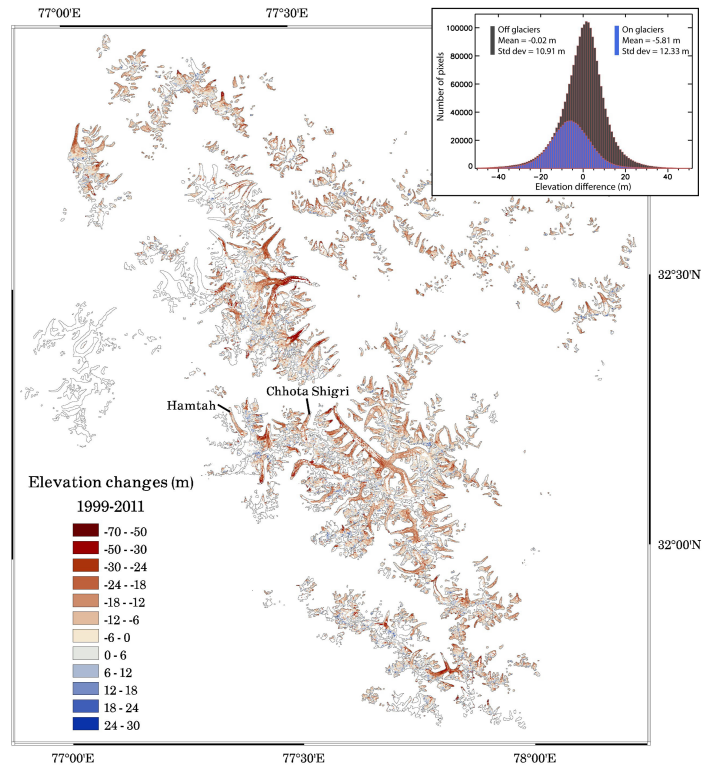 77°00'E
77°30'E
Off glaciers
Mean = -0.02 m
Std dev = 10.91 m
On glaciers
Mean = -5.81 m
Std dev = 12.33 m
Number of pixels
100000
80000
60000
40000
20000
0
-40
-20
0
20
40
Elevation difference (m)
32°30'N
Chhota Shigri
Hamtah
Elevation changes (m)
1999-2011
-70 - -50
-50 - -30
-30 - -24
-24 - -18
-18 - -12
-12 - -6
-6 - 0
0 - 6
6 - 12
12 - 18
18 - 24
24 - 30
32°00'N
77°00'E
77°30'E
78°00'E